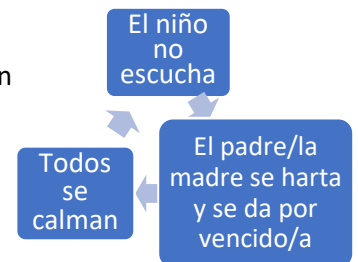 El niño
no
escucha
n
El padre/la
madre se harta
y se da por
vencido/a
Todos
se
calman